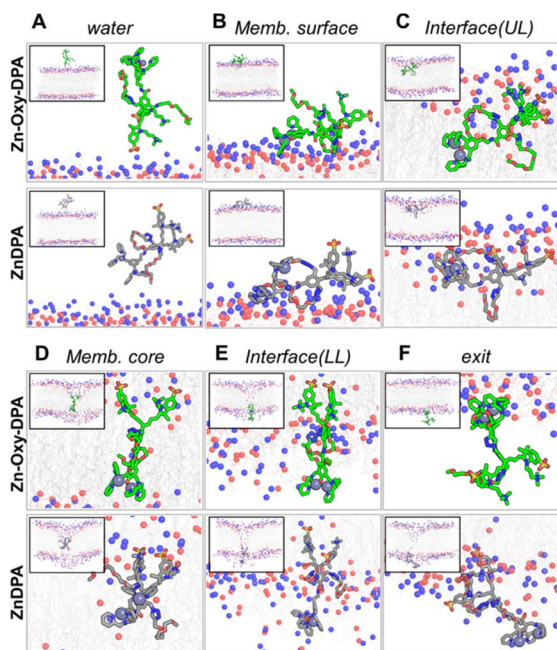 A water B Memb. surface C Interface(UL)
Zn-Oxy-DPA
ZnDPA
D Memb. core E Interface(LL) F exit
Zn-Oxy-DPA
ZnDPA